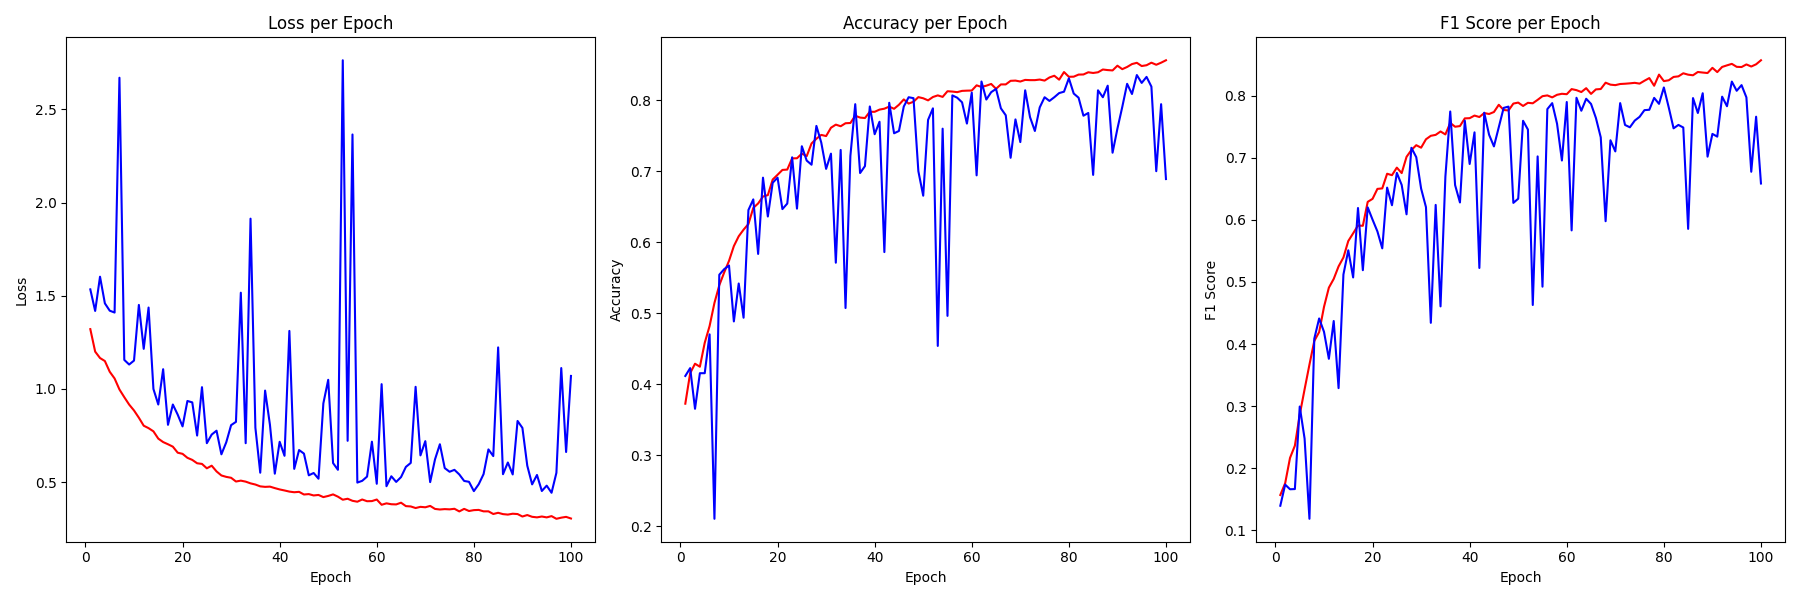 Loss per Epoch
Loss
2.5
2.0
1.5
1.0
0.5
0 20 40 60 80 100
Epoch
Accuracy per Epoch
Accuracy
0.8
0.7
0.6
0.5
0.4
0.3
0.2
0 20 40 60 80 100
Epoch
F1 Score per Epoch
F1 Score
0.8
0.7
0.6
0.5
0.4
0.3
0.2
0.1
0 20 40 60 80 100
Epoch